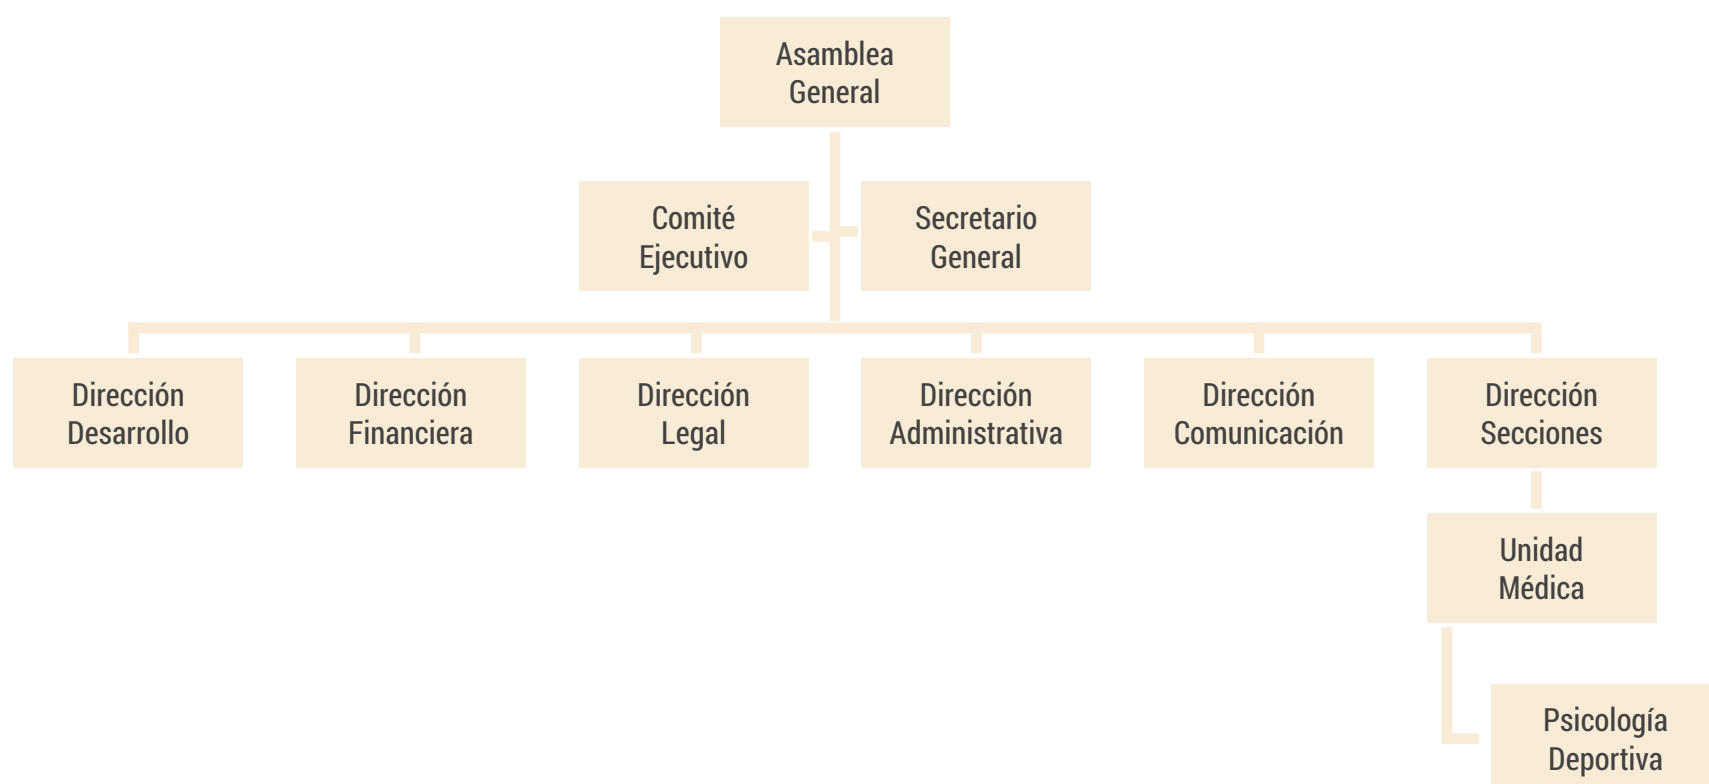 Asamblea
General
Comité
Ejecutivo
Secretario
General
Dirección
Desarrollo
Dirección
Financiera
Dirección
Legal
Dirección
Administrativa
Dirección
Comunicación
Dirección
Secciones
Unidad
Médica
Psicología
Deportiva